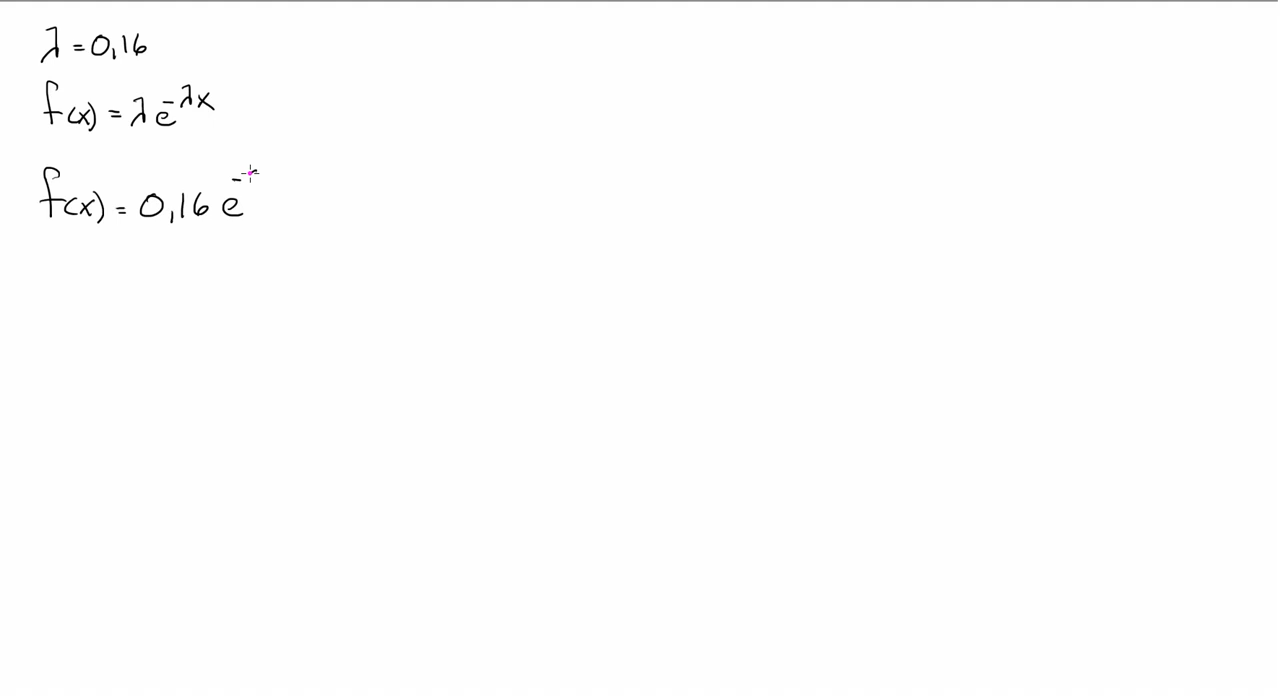 λ = 0,16
f(x) = λ e^-λx
f(x) = 0,16 e^-